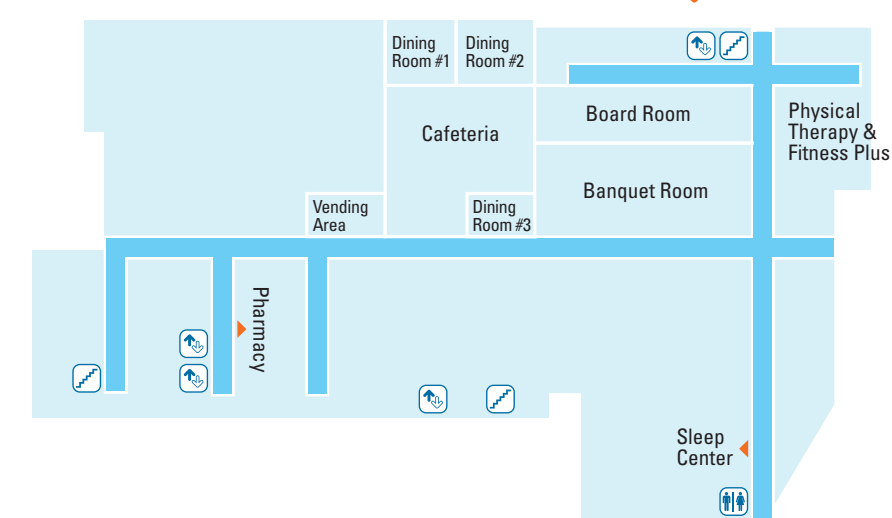 Dining
Room #1
Dining
Room #2
Cafeteria
Board Room
Physical
Therapy &
Fitness Plus
Banquet Room
Vending
Area
Dining
Room #3
Pharmacy
Sleep
Center